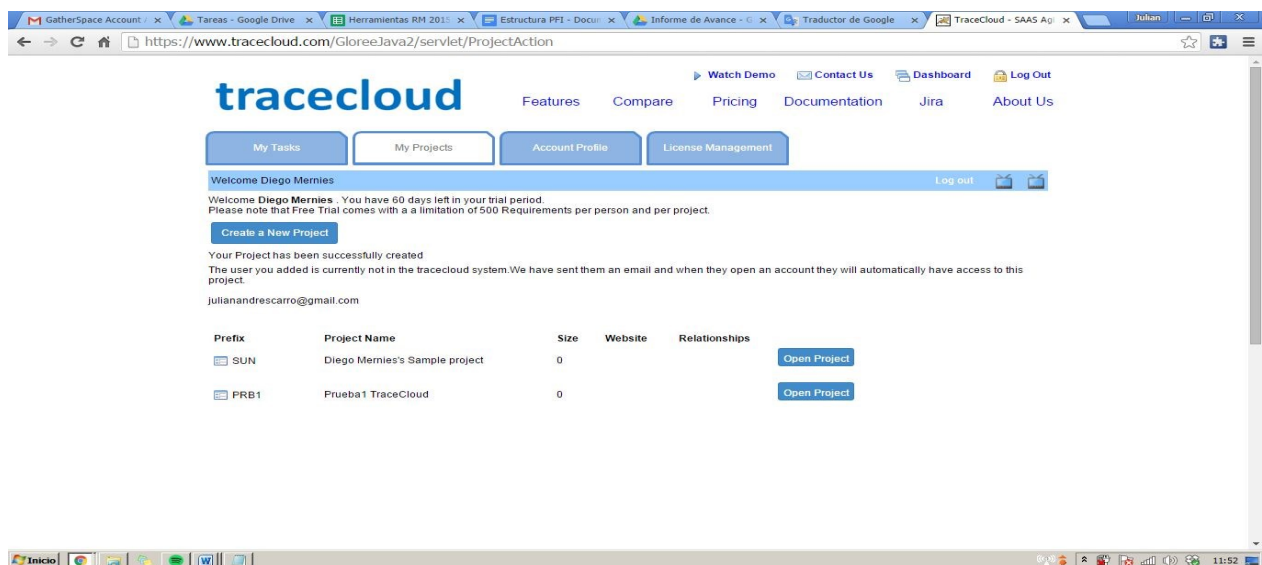 GatherSpace Account
Tareas - Google Drive
Herramientas RM 2015
Estructura PFI - Docum
Informe de Avance - G
Traductor de Google
TraceCloud - SAAS Agi
Julian
https://www.tracecloud.com/GloreeJava2/servlet/ProjectAction
Watch Demo Contact Us Dashboard Log Out
tracecloud
Features Compare Pricing Documentation Jira About Us
My Tasks My Projects Account Profile License Management
Welcome Diego Mernies Log out
Welcome Diego Mernies . You have 60 days left in your trial period.
Please note that Free Trial comes with a a limitation of 500 Requirements per person and per project.
Create a New Project
Your Project has been successfully created
The user you added is currently not in the tracecloud system.We have sent them an email and when they open an account they will automatically have access to this
project.
julianandrescarro@gmail.com
Prefix Project Name Size Website Relationships
SUN Diego Mernies's Sample project 0 Open Project
PRB1 Prueba1 TraceCloud 0 Open Project
Inicio 11:52